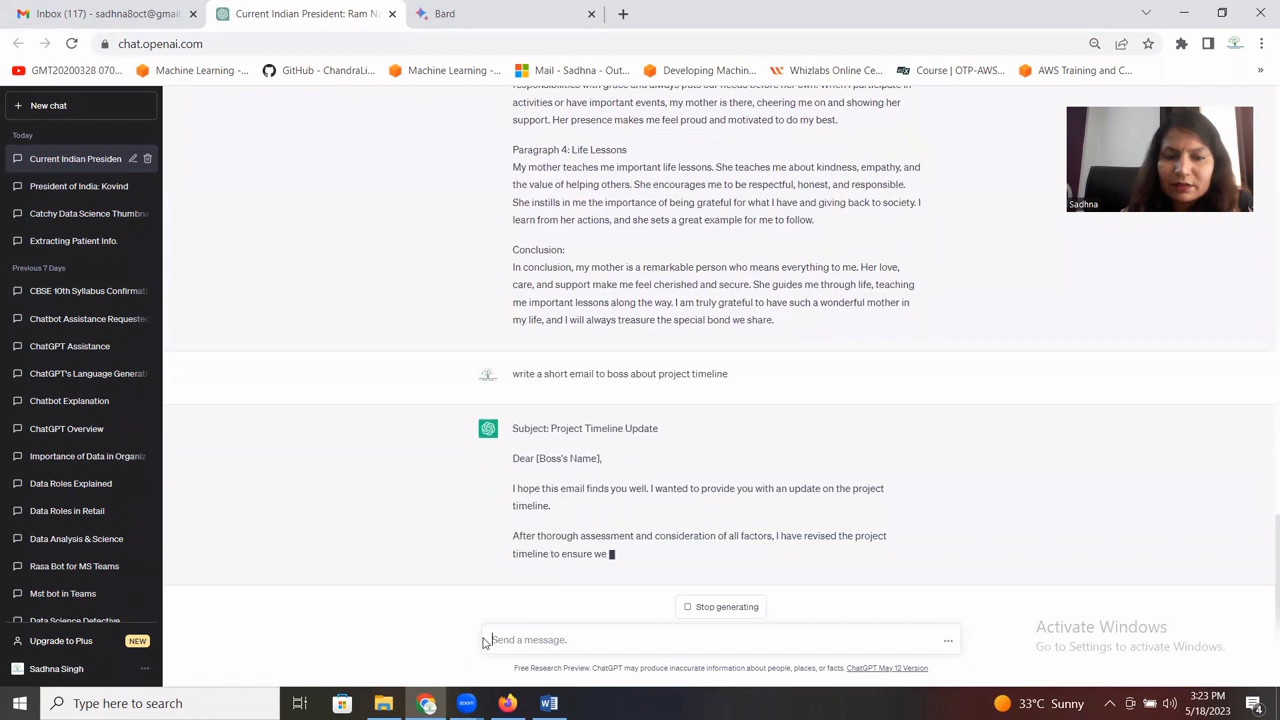 sadhna8oct@gmail
Current Indian President: Ram N
Bard
chat.openai.com
GMT20200328 070...
Machine Learning -...
GitHub - ChandraLi...
Machine Learning -...
Mail - Sadhna - Out...
Developing Machin...
Whizlabs Online Ce...
Course | OTP-AWS...
AWS Training and C...
»
New chat
Today
Current Indian Presiden
President of India: Kovind
Catchy Data Science Thumbna
Extracting Patient Info.
Previous 7 Days
CBSE 10th Syllabus Confirmati
Chatbot Assistance Requested
ChatGPT Assistance
ChatGPT's Language Generati
Chatbot Explanation
ChatGPT Overview
Importance of Data in Organiz
Data Roles Explained
Data Roles in Retail
Data Analysis & Science
Rasa Bot for MS Teams
Mst bot in Teams
Data Science Descriptive
Upgrade to Plus
NEW
Sadhna Singh
...
responsibilities with grace and always puts our needs before her own. When I participate in
activities or have important events, my mother is there, cheering me on and showing her
support. Her presence makes me feel proud and motivated to do my best.
Paragraph 4: Life Lessons
My mother teaches me important life lessons. She teaches me about kindness, empathy, and
the value of helping others. She encourages me to be respectful, honest, and responsible.
She instills in me the importance of being grateful for what I have and giving back to society. I
learn from her actions, and she sets a great example for me to follow.
Conclusion:
In conclusion, my mother is a remarkable person who means everything to me. Her love,
care, and support make me feel cherished and secure. She guides me through life, teaching
me important lessons along the way. I am truly grateful to have such a wonderful mother in
my life, and I will always treasure the special bond we share.
write a short email to boss about project timeline
Subject: Project Timeline Update
Dear [Boss's Name],
I hope this email finds you well. I wanted to provide you with an update on the project
timeline.
After thorough assessment and consideration of all factors, I have revised the project
timeline to ensure we
Stop generating
Send a message.
Free Research Preview. ChatGPT may produce inaccurate information about people, places, or facts. ChatGPT May 12 Version
Sadhna
Activate Windows
Go to Settings to activate Windows.
Type here to search
33°C Sunny
3:23 PM
5/18/2023
4